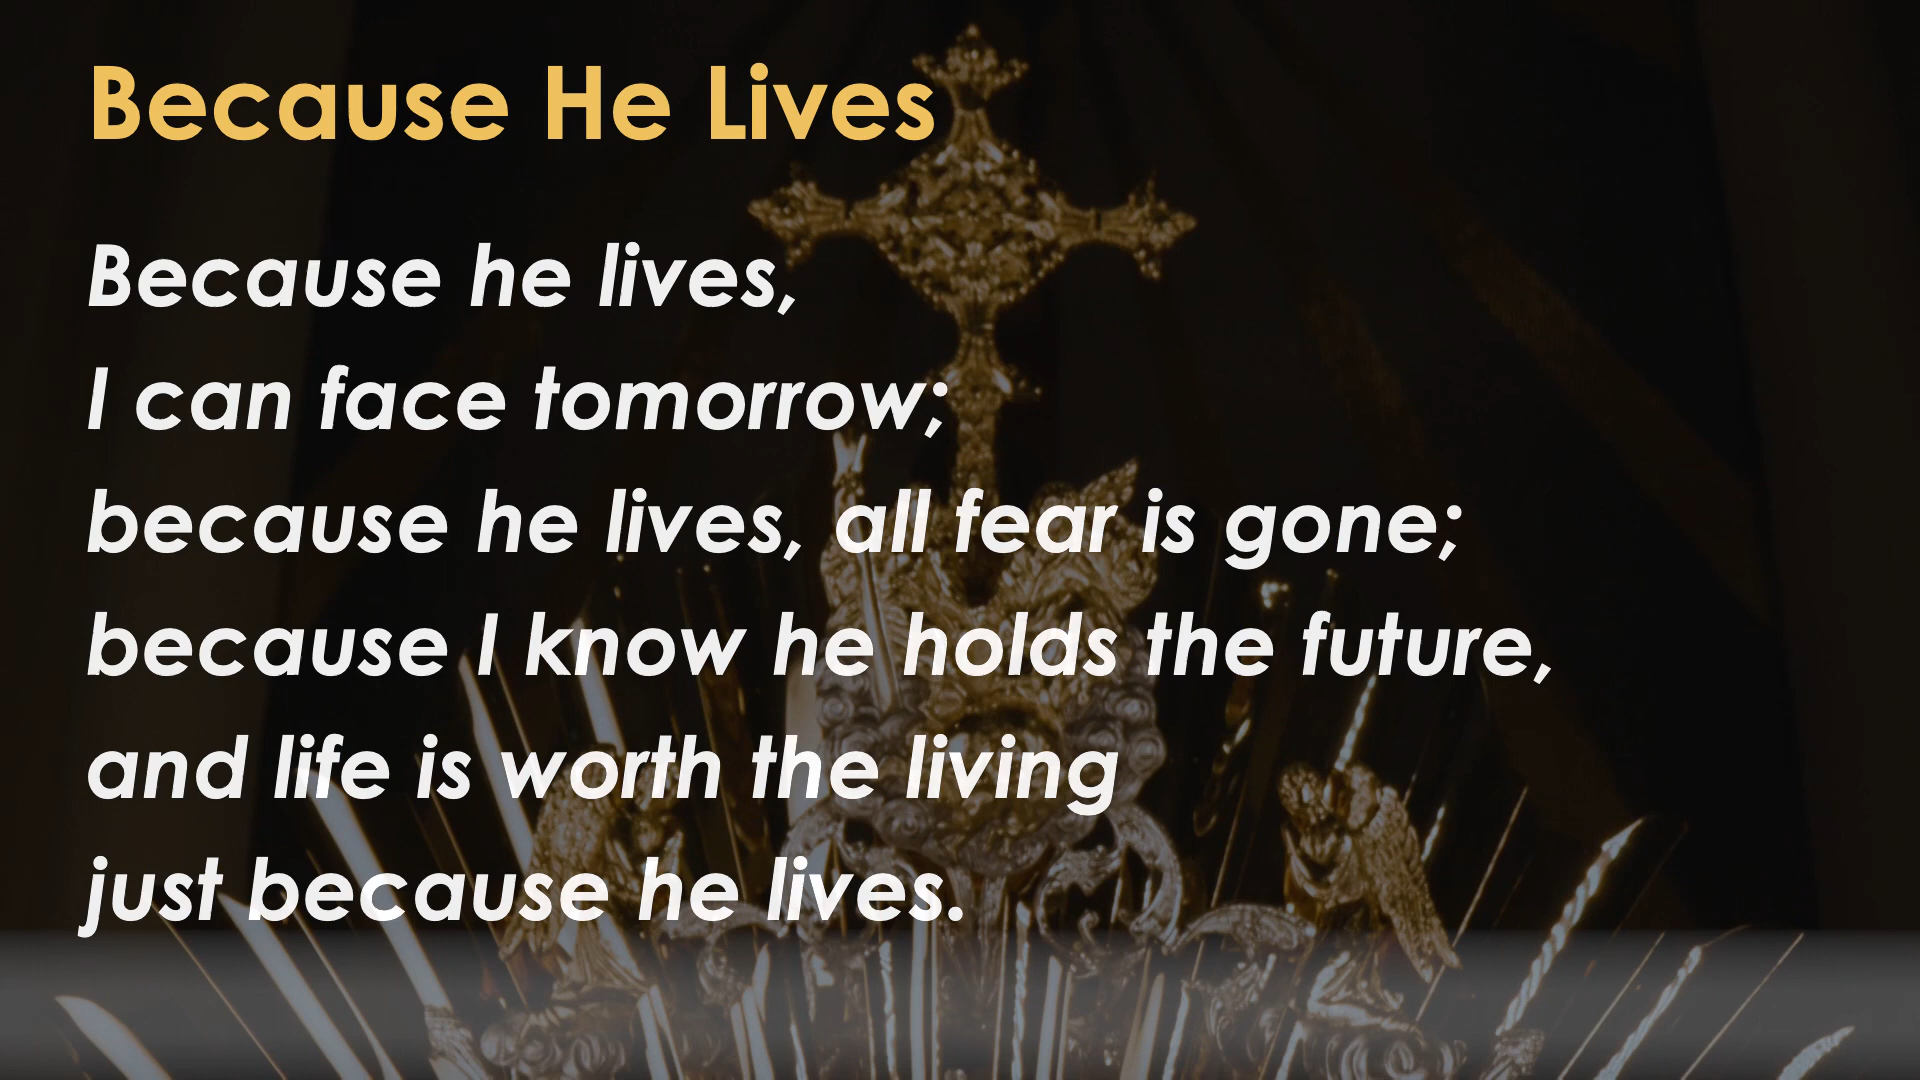 Because He Lives
Because he lives,
I can face tomorrow;
because he lives, all fear is gone;
because I know he holds the future,
and life is worth the living
just because he lives.